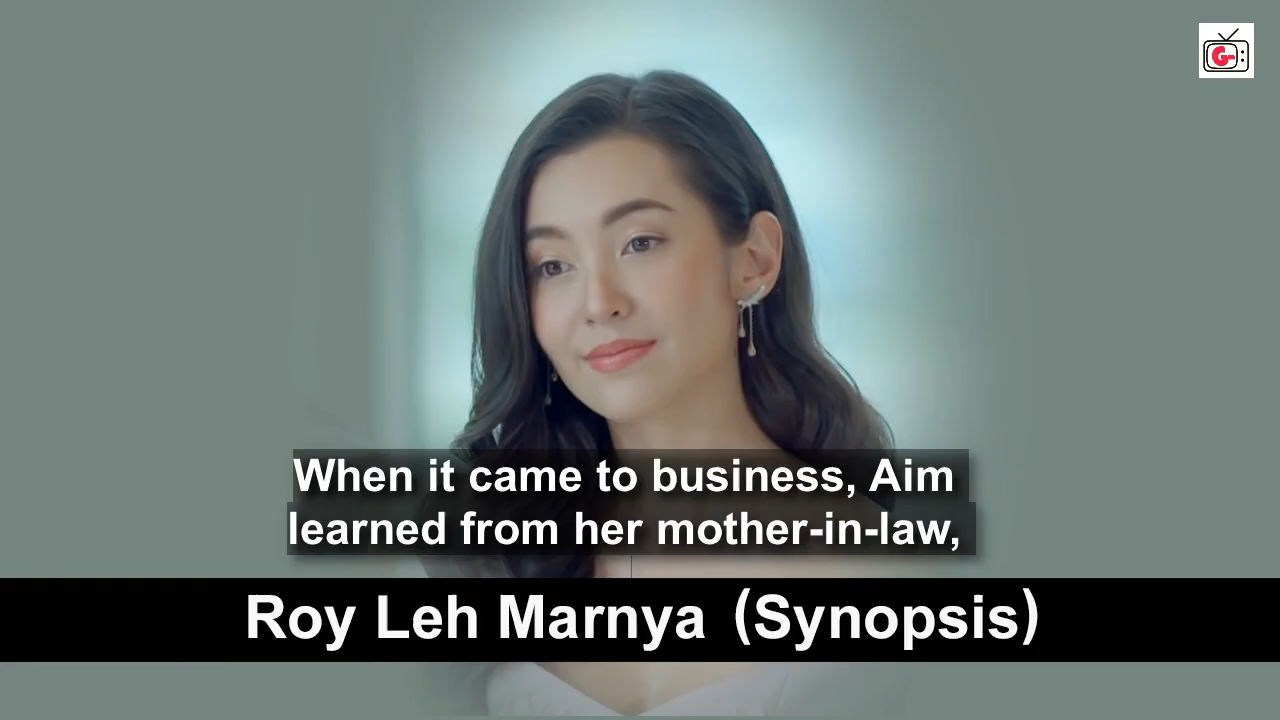 When it came to business, Aim
learned from her mother-in-law,
Roy Leh Marnya (Synopsis)